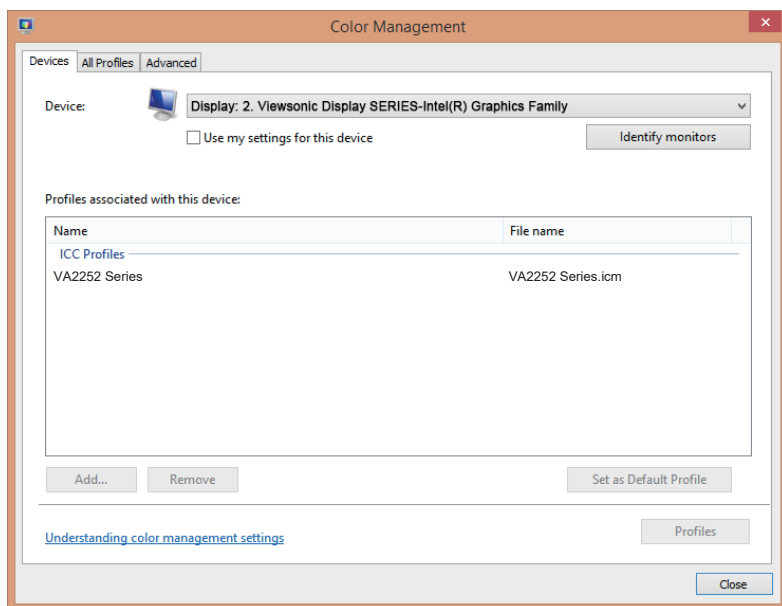 Color Management
Devices All Profiles Advanced
Device: Display: 2. Viewsonic Display SERIES-Intel(R) Graphics Family
Use my settings for this device Identify monitors
Profiles associated with this device:
Name File name
ICC Profiles
VA2252 Series VA2252 Series.icm
Add... Remove Set as Default Profile
Understanding color management settings Profiles
Close